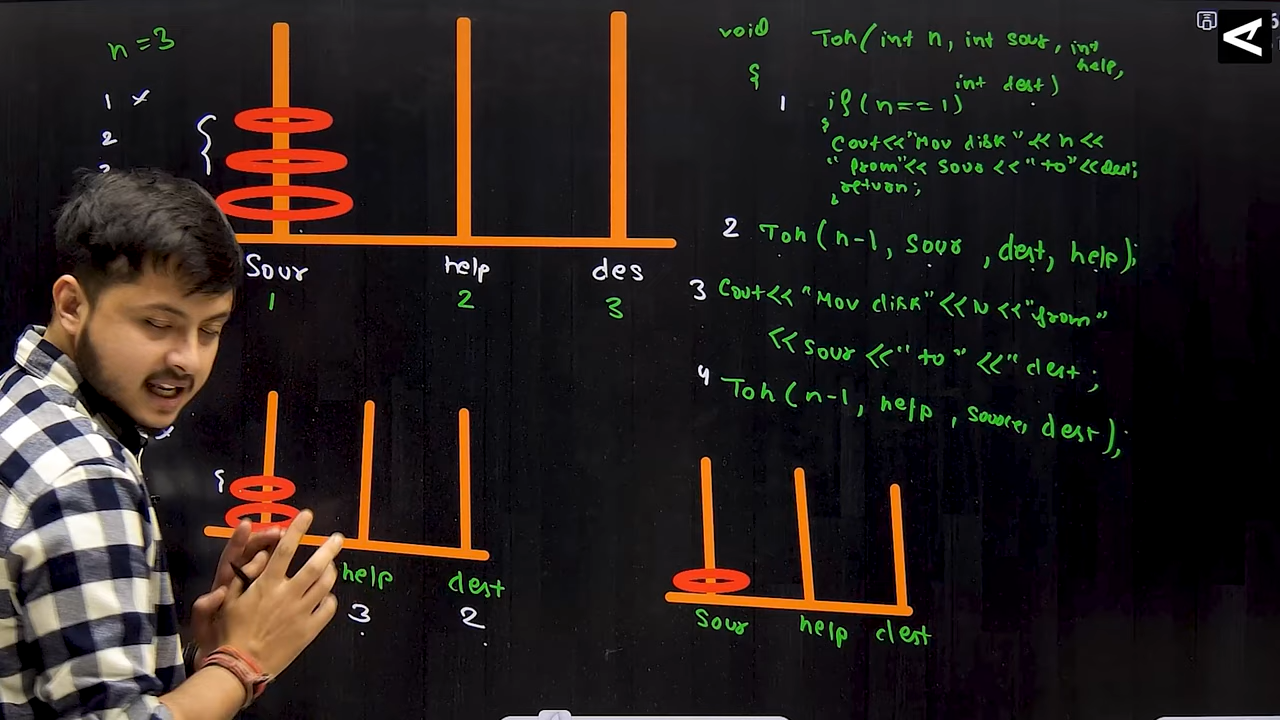 n=3
1 x
2
Sour
help
des
1
2
3
help
dest
3
2
void Toh(int n, int sour, int
help,
{ int dest)
1 if(n==1)
{
Cout<<"Mov disk"<<n<<
"from"<<sour<<"to"<<dest;
return;
}
2 Toh(n-1, sour, dest, help);
3 Cout<<"Mov disk"<<N<<"from"
<<sour<<"to"<<"dest;
4 Toh(n-1, help, source, dest);
sour
help
dest